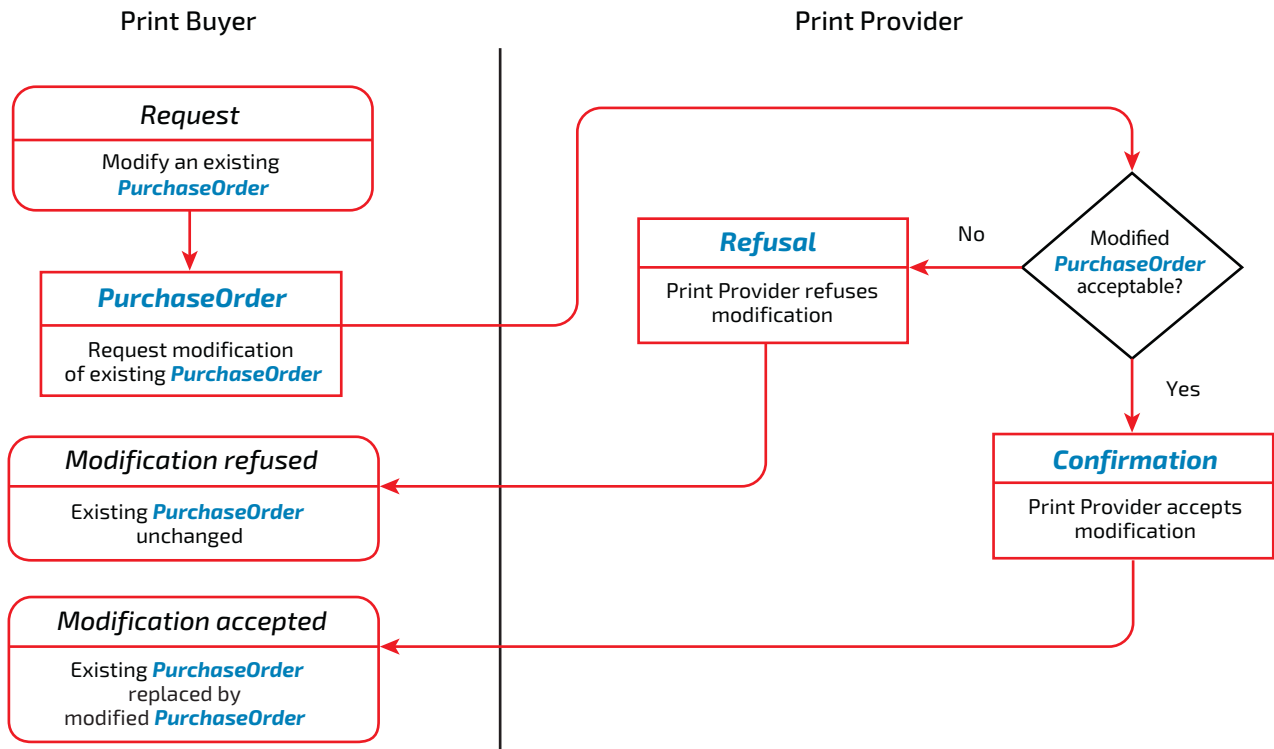 Print Buyer
Print Provider
Request
Modify an existing
PurchaseOrder
PurchaseOrder
Request modification
of existing PurchaseOrder
Modification refused
Existing PurchaseOrder
unchanged
Modification accepted
Existing PurchaseOrder
replaced by
modified PurchaseOrder
Refusal
Print Provider refuses
modification
No
Modified
PurchaseOrder
acceptable?
Yes
Confirmation
Print Provider accepts
modification